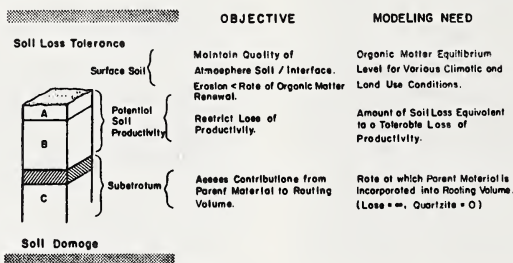 OBJECTIVE
MODELING NEED
Soil Loss Tolerance
Surface Soil
Maintain Quality of
Atmosphere Soil / Interface.
Erosion < Rate of Organic Matter
Renewal.
Organic Matter Equilibrium
Level for Various Climatic and
Land Use Conditions.
A
B
Potential
Soil
Productivity
Restrict Loss of
Productivity.
Amount of Soil Loss Equivalent
to a Tolerable Loss of
Productivity.
C
Substratum
Assess Contributions from
Parent Material to Routing
Volume.
Rate at which Parent Material is
Incorporated into Rooting Volume.
(Loss = ∞, Quartzite = 0)
Soil Damage